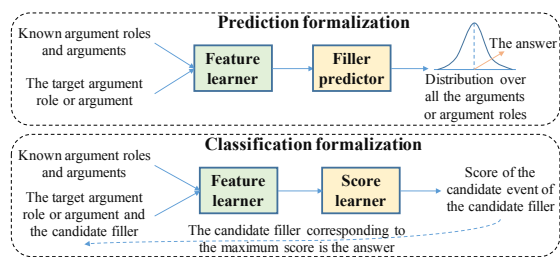 Prediction formalization
Known argument roles
and arguments
The target argument
role or argument
Feature
learner
Filler
predictor
The answer
Distribution over
all the arguments
or argument roles
Classification formalization
Known argument roles
and arguments
The target argument
role or argument and
the candidate filler
Feature
learner
Score
learner
Score of the
candidate event of
the candidate filler
The candidate filler corresponding to
the maximum score is the answer